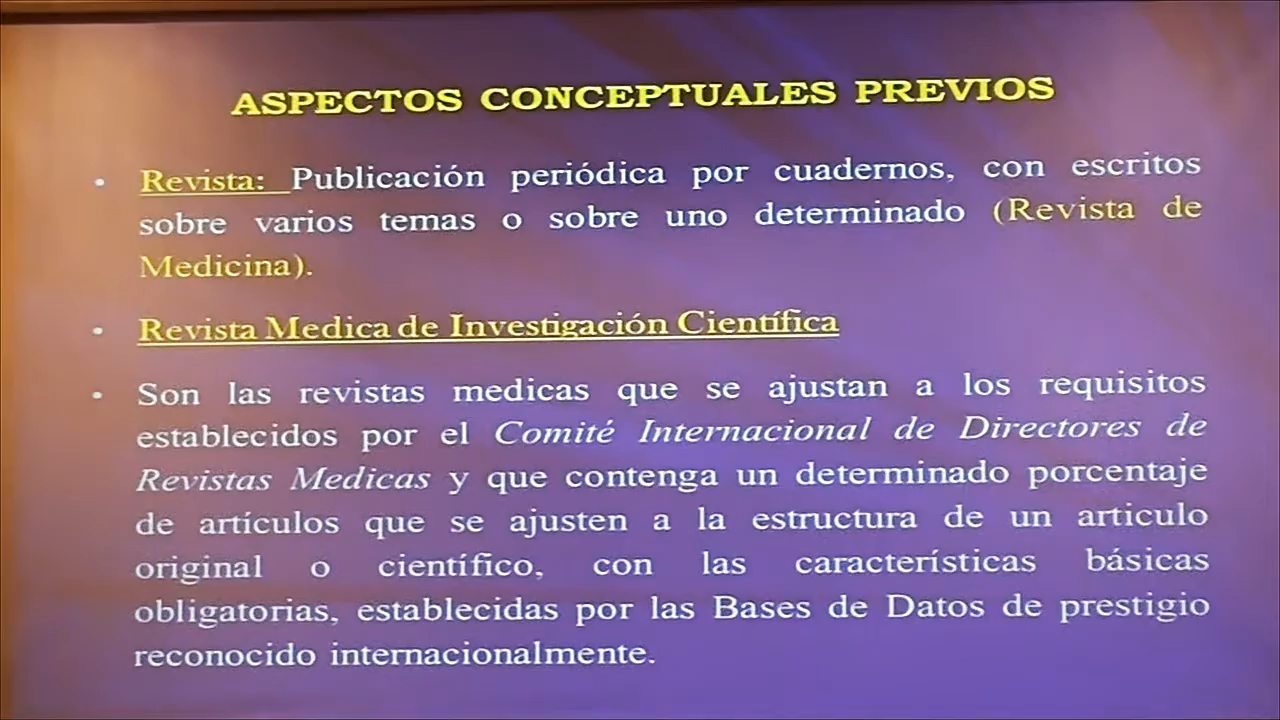 ASPECTOS CONCEPTUALES PREVIOS
• Revista: Publicación periódica por cuadernos, con escritos
sobre varios temas o sobre uno determinado (Revista de
Medicina).
• Revista Medica de Investigación Científica
• Son las revistas medicas que se ajustan a los requisitos
establecidos por el Comité Internacional de Directores de
Revistas Medicas y que contenga un determinado porcentaje
de artículos que se ajusten a la estructura de un articulo
original o científico, con las características básicas
obligatorias, establecidas por las Bases de Datos de prestigio
reconocido internacionalmente.